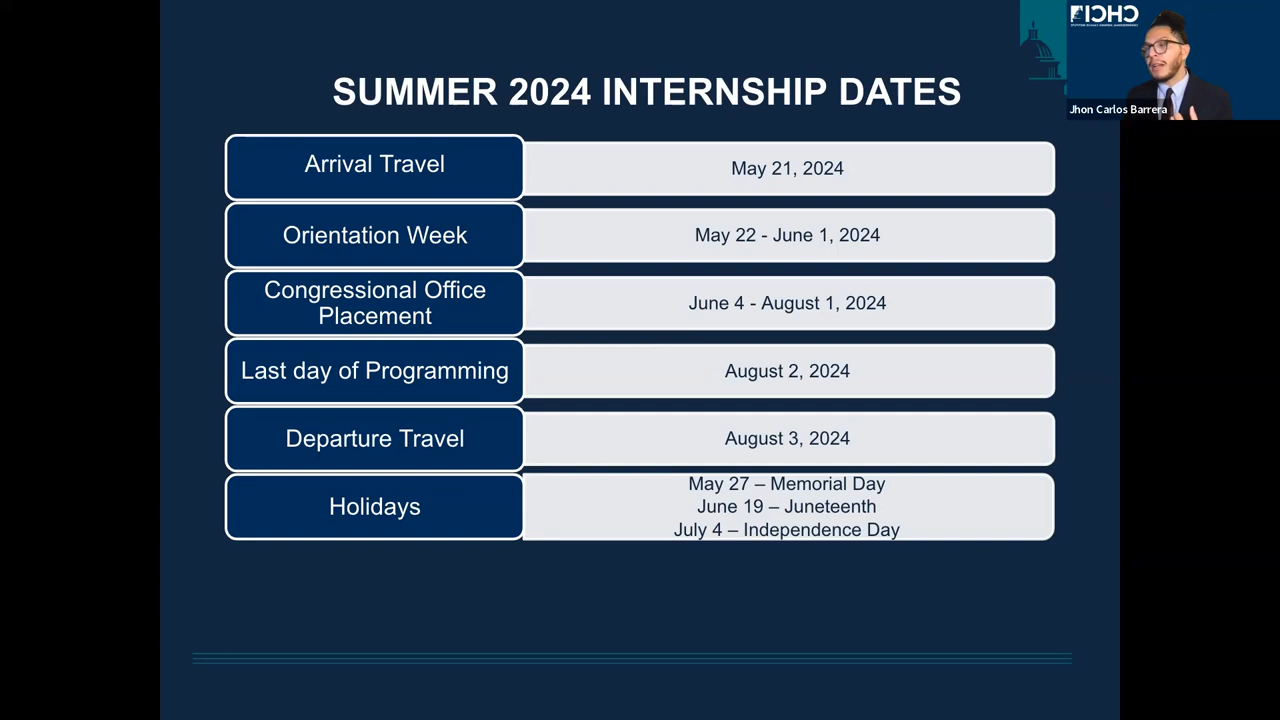 SUMMER 2024 INTERNSHIP DATES
Arrival Travel
May 21, 2024
Orientation Week
May 22 - June 1, 2024
Congressional Office
Placement
June 4 - August 1, 2024
Last day of Programming
August 2, 2024
Departure Travel
August 3, 2024
Holidays
May 27 – Memorial Day
June 19 – Juneteenth
July 4 – Independence Day
CHCI
Jhon Carlos Barrera